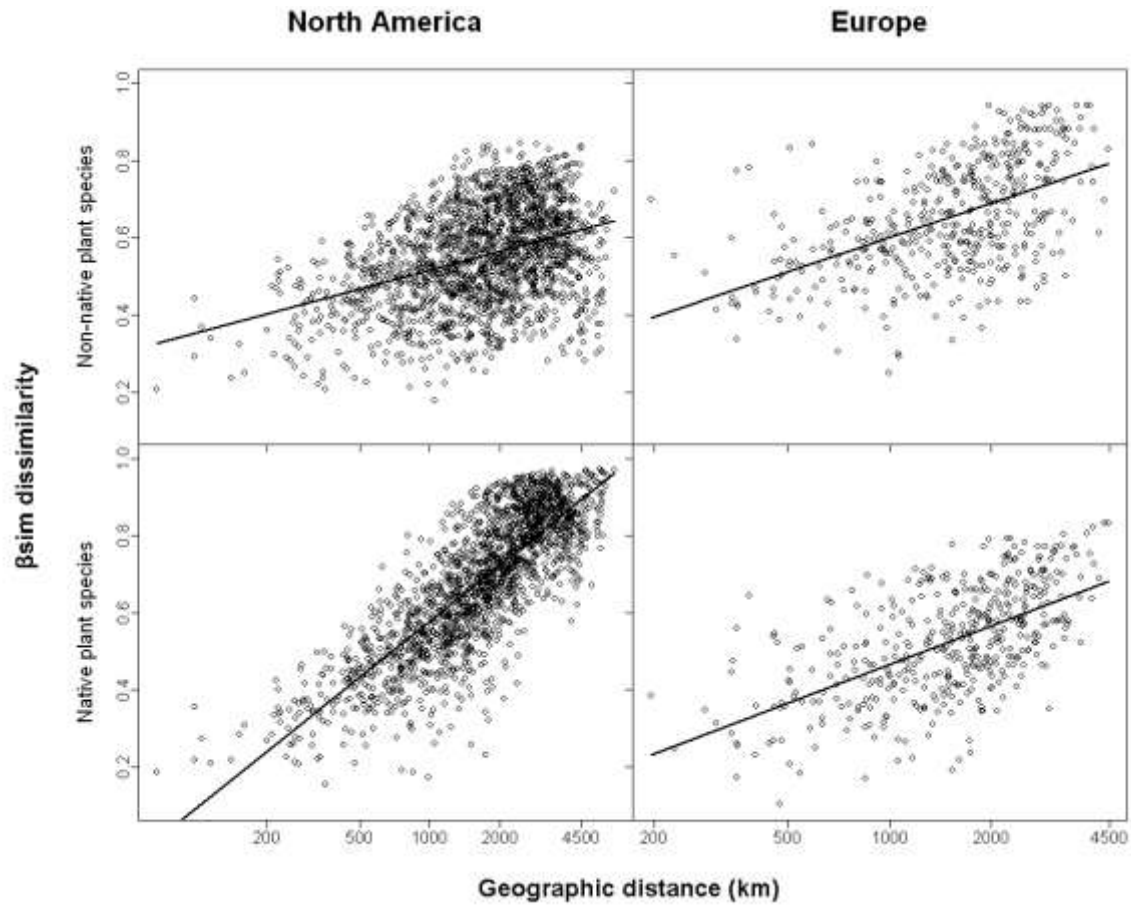 North America
Europe
βsim dissimilarity
Non-native plant species
1.0
0.8
0.6
0.4
0.2
Native plant species
1.0
0.8
0.6
0.4
0.2
200 500 1000 2000 4500
200 500 1000 2000 4500
Geographic distance (km)